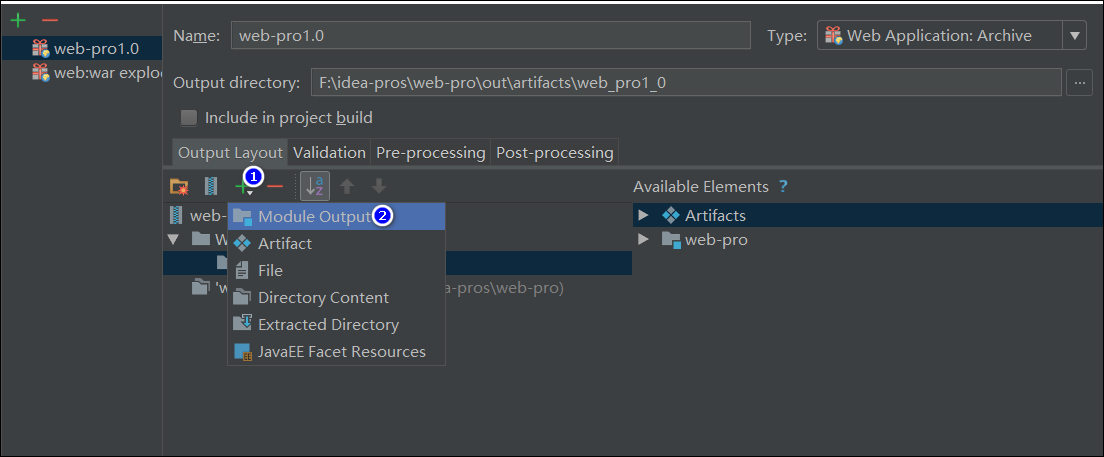 web-pro1.0
web:war explo
Name: web-pro1.0 Type: Web Application: Archive
Output directory: F:\idea-pros\web-pro\out\artifacts\web_pro1_0 ...
Include in project build
Output Layout Validation Pre-processing Post-processing
1
Available Elements ?
web-
Module Output 2
Artifacts
W
Artifact
web-pro
File
'w
Directory Content
a-pros\web-pro)
Extracted Directory
JavaEE Facet Resources